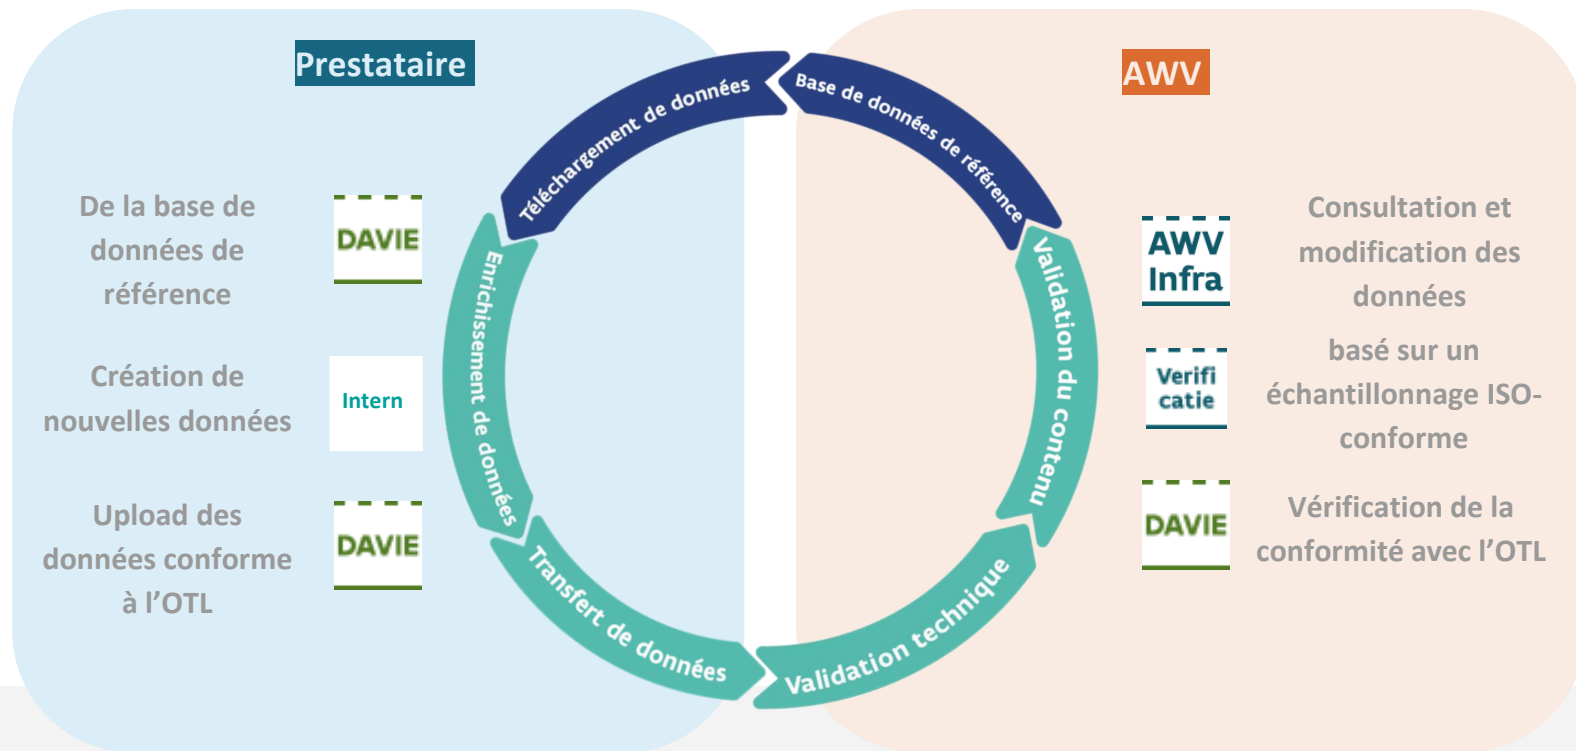 Prestataire
De la base de
données de
référence
DAVIE
Création de
nouvelles données
Intern
Upload des
données conforme
à l’OTL
DAVIE
Téléchargement de données
Enrichissement de données
Transfert de données
Validation technique
Validation du contenu
Base de données de référence
AWV
AWV
Infra
Consultation et
modification des
données
Verifi
catie
basé sur un
échantillonnage ISO-
conforme
DAVIE
Vérification de la
conformité avec l’OTL